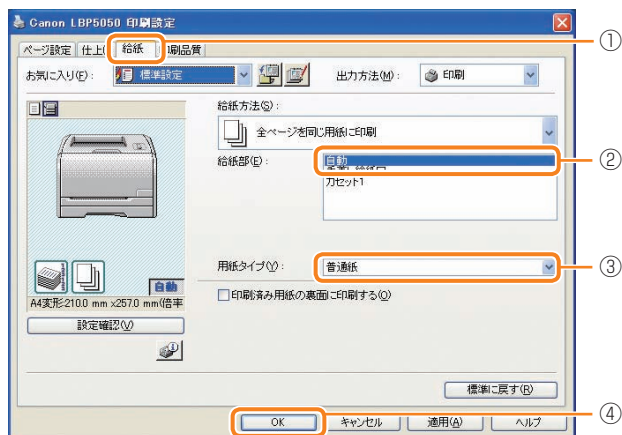 Canon LBP5050 印刷設定
ページ設定 仕上 給紙 印刷品質
①
お気に入り(F): 標準設定 出力方法(M): 印刷
給紙方法(S):
全ページを同じ用紙に印刷
給紙部(E): 自動
②
カセット1
用紙タイプ(Y): 普通紙
③
自動
A4変形:210.0 mm x257.0 mm(倍率
印刷済み用紙の裏面に印刷する(O)
設定確認(V)
標準に戻す(R)
④
OK キャンセル 適用(A) ヘルプ